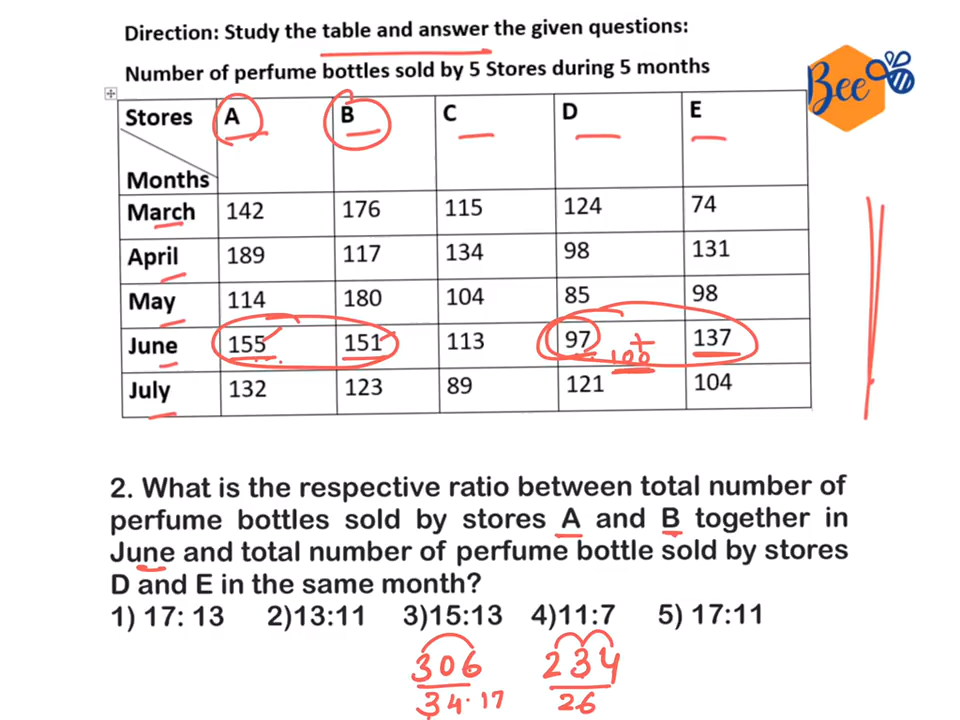 Direction: Study the table and answer the given questions:
Number of perfume bottles sold by 5 Stores during 5 months
Bee
Stores A B C D E
Months
March 142 176 115 124 74
April 189 117 134 98 131
May 114 180 104 85 98
June 155 151 113 97 137
100
July 132 123 89 121 104
2. What is the respective ratio between total number of
perfume bottles sold by stores A and B together in
June and total number of perfume bottle sold by stores
D and E in the same month?
1) 17: 13 2)13:11 3)15:13 4)11:7 5) 17:11
306 234
34 17 26